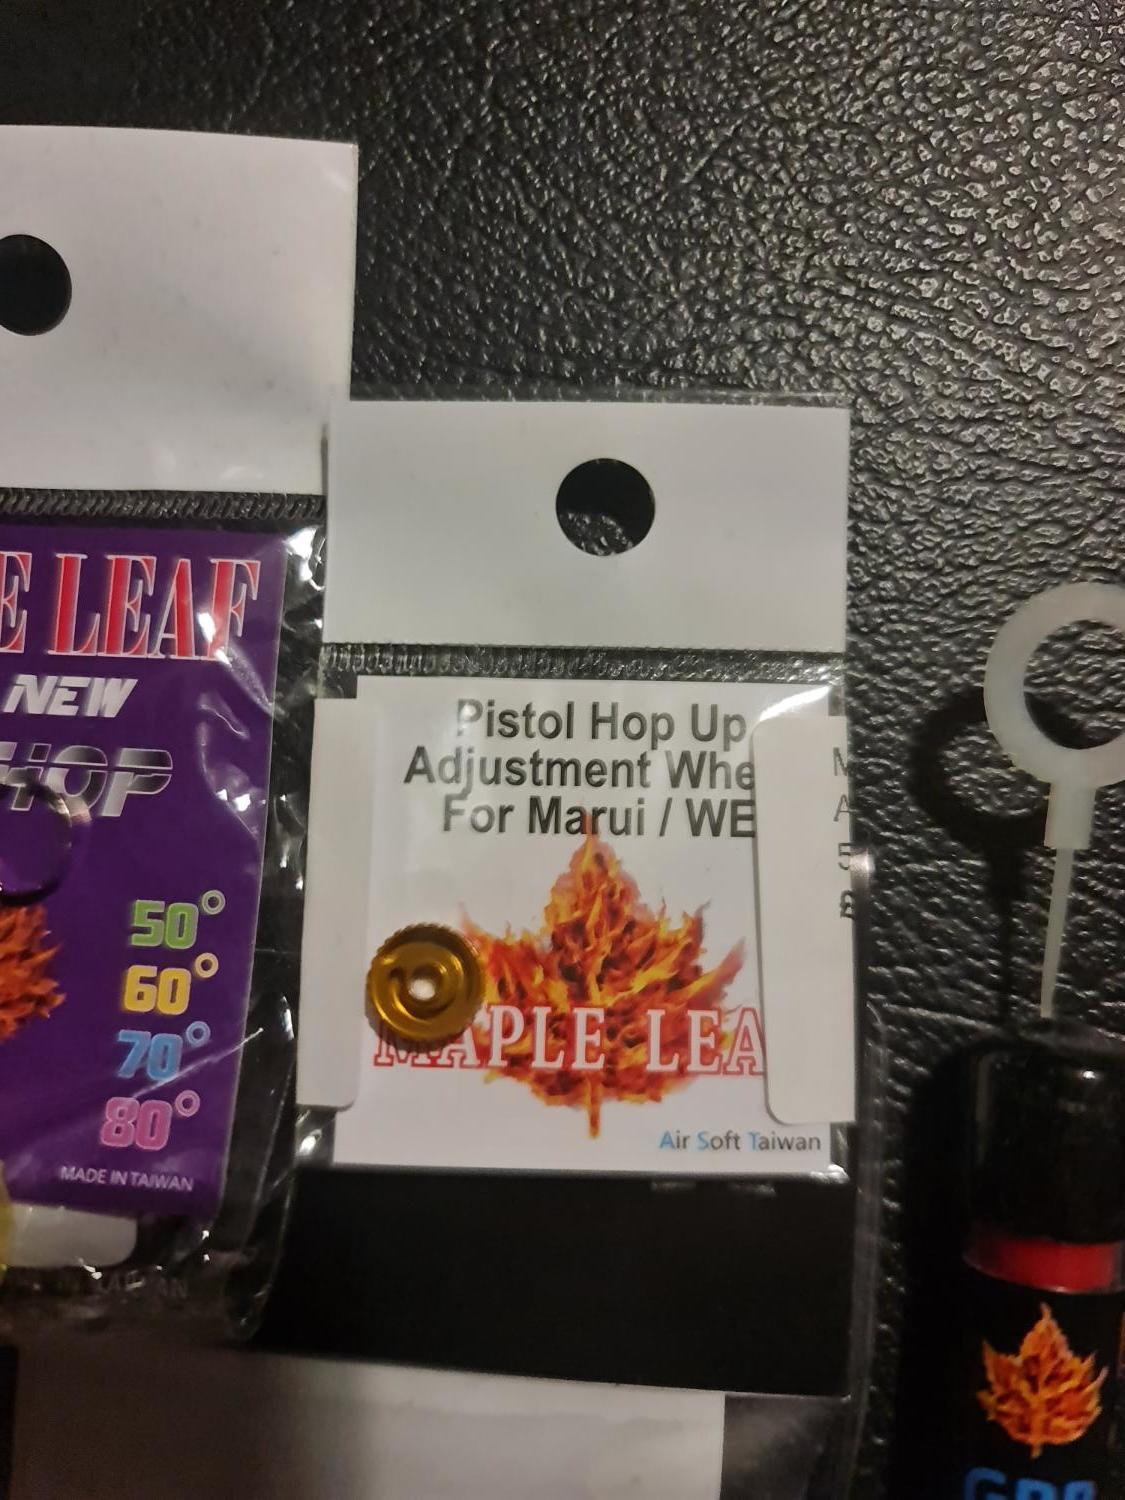 E LEAF
NEW
HOP
50°
60°
70°
80°
MADE IN TAIWAN
Pistol Hop Up
Adjustment Whe
For Marui / WE
MAPLE LEA
Air Soft Taiwan
M
A
5